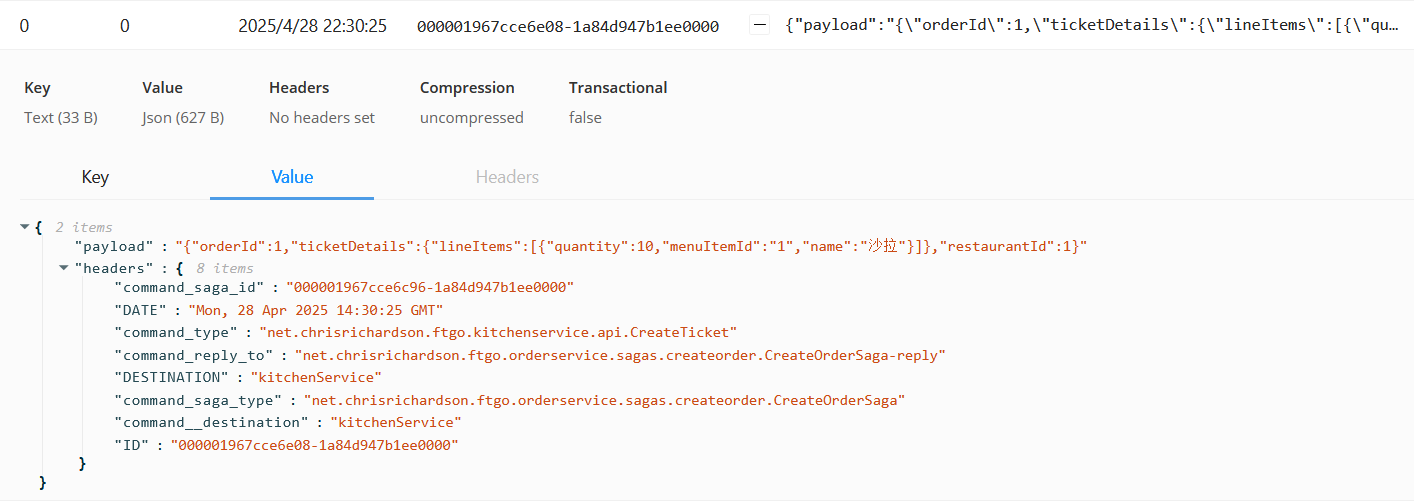 0 0 2025/4/28 22:30:25 000001967cce6e08-1a84d947b1ee0000 {"payload":"{\"orderId\":1,\"ticketDetails\":{\"lineItems\":[{\"qu...
Key Value Headers Compression Transactional
Text (33 B) Json (627 B) No headers set uncompressed false
Key Value Headers
{ 2 items
"payload" : "{"orderId":1,"ticketDetails":{"lineItems":[{"quantity":10,"menuItemId":"1","name":"沙拉"}]},"restaurantId":1}"
"headers" : { 8 items
"command_saga_id" : "000001967cce6c96-1a84d947b1ee0000"
"DATE" : "Mon, 28 Apr 2025 14:30:25 GMT"
"command_type" : "net.chrisrichardson.ftgo.kitchenservice.api.CreateTicket"
"command_reply_to" : "net.chrisrichardson.ftgo.orderservice.sagas.createorder.CreateOrderSaga-reply"
"DESTINATION" : "kitchenService"
"command_saga_type" : "net.chrisrichardson.ftgo.orderservice.sagas.createorder.CreateOrderSaga"
"command__destination" : "kitchenService"
"ID" : "000001967cce6e08-1a84d947b1ee0000"
}
}